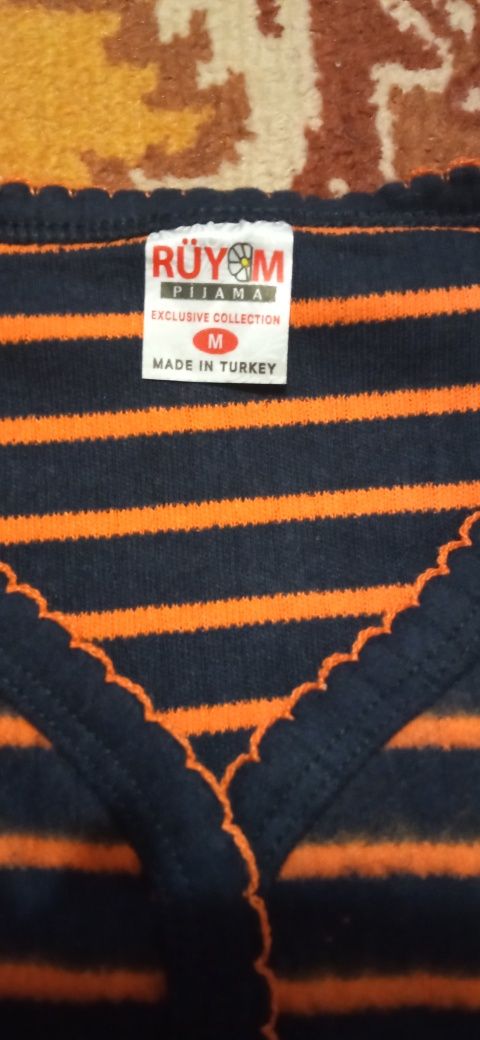 RÜYAM
PİJAMA
EXCLUSIVE COLLECTION
M
MADE IN TURKEY